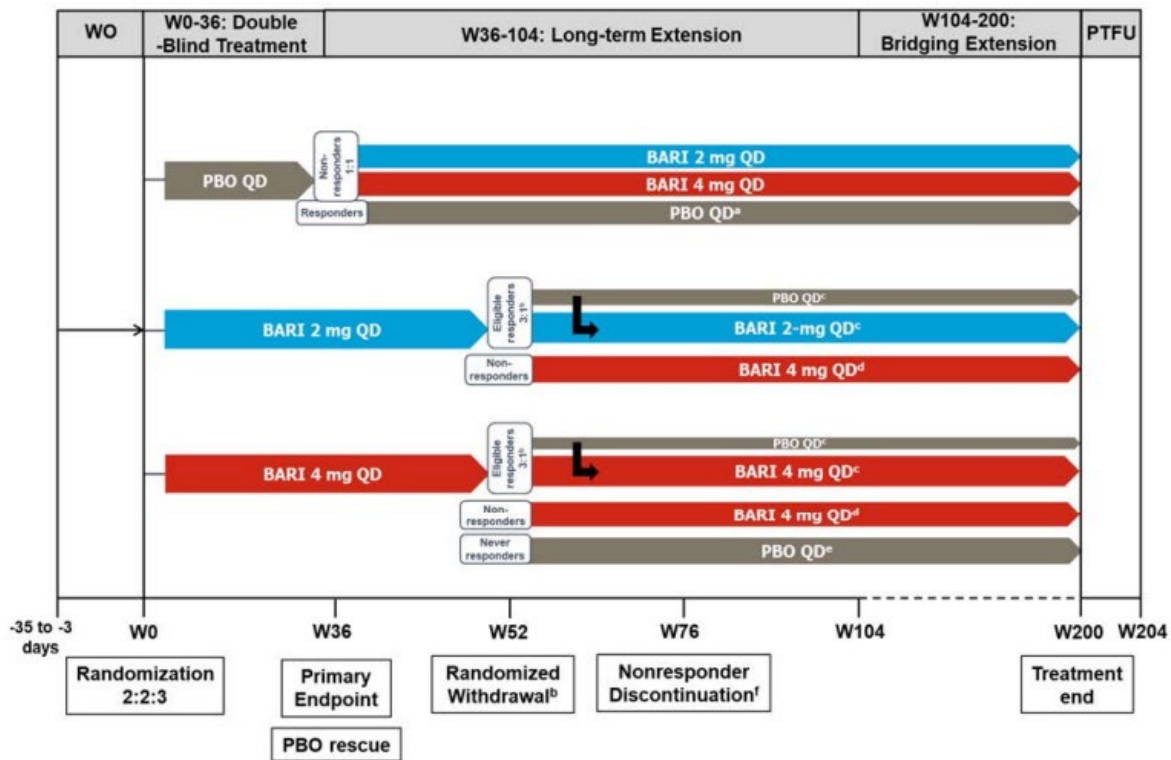 WO
W0-36: Double
-Blind Treatment
W36-104: Long-term Extension
W104-200:
Bridging Extension
PTFU
PBO QD
Non-
responders
1:1
Responders
BARI 2 mg QD
BARI 4 mg QD
PBO QDᵃ
BARI 2 mg QD
Eligible
responders
3:1ᵇ
Non-
responders
PBO QDᶜ
BARI 2-mg QDᶜ
BARI 4 mg QDᵈ
BARI 4 mg QD
Eligible
responders
3:1ᵇ
Non-
responders
Never
responders
PBO QDᶜ
BARI 4 mg QDᶜ
BARI 4 mg QDᵈ
PBO QDᵉ
-35 to -3
days
W0
W36
W52
W76
W104
W200
W204
Randomization
2:2:3
Primary
Endpoint
PBO rescue
Randomized
Withdrawalᵇ
Nonresponder
Discontinuationᶠ
Treatment
end